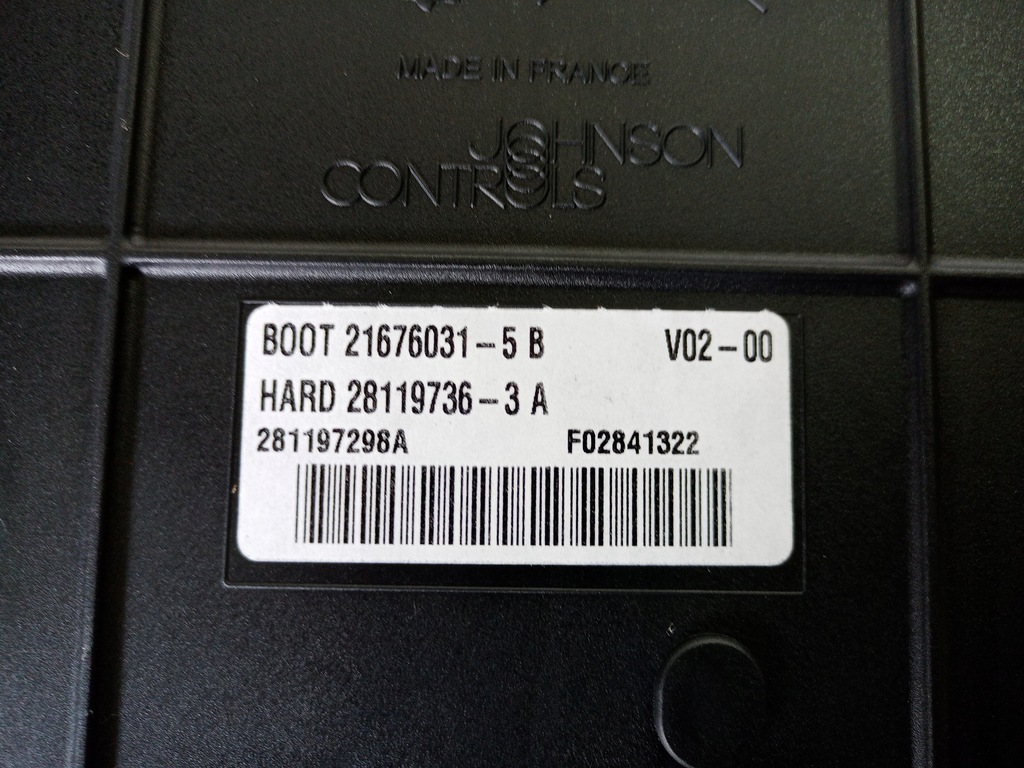 MADE IN FRANCE
JOHNSON
CONTROLS
BOOT 21676031-5 B V02-00
HARD 28119736-3 A
281197298A F02841322